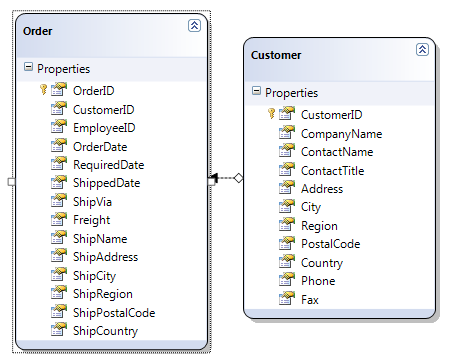 Order
Properties
OrderID
CustomerID
EmployeeID
OrderDate
RequiredDate
ShippedDate
ShipVia
Freight
ShipName
ShipAddress
ShipCity
ShipRegion
ShipPostalCode
ShipCountry
Customer
Properties
CustomerID
CompanyName
ContactName
ContactTitle
Address
City
Region
PostalCode
Country
Phone
Fax